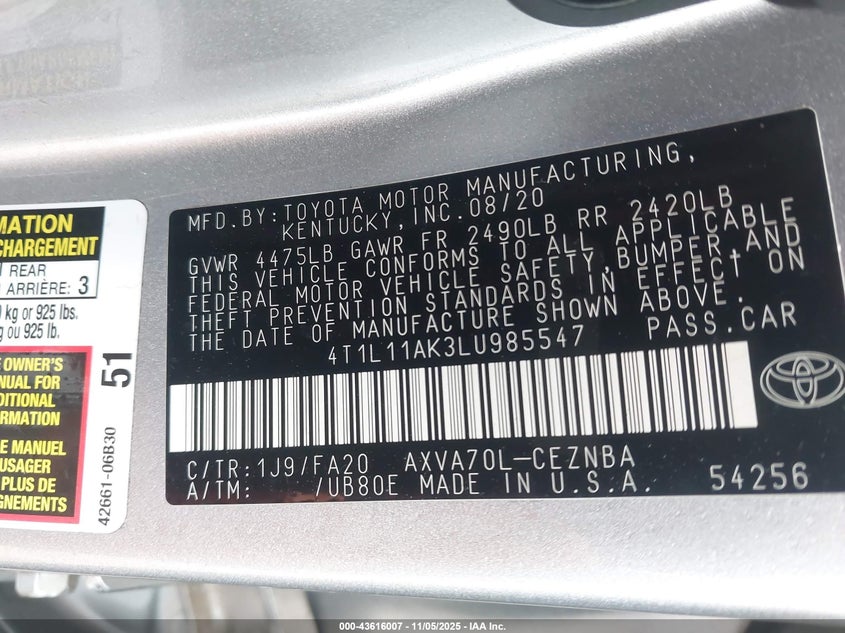 MATION
CHARGEMENT
REAR
ARRIÈRE: 3
kg or 925 lbs.
ou 925 lb.
OWNER'S
MANUAL FOR
DITIONAL
ORMATION
E MANUEL
USAGER
PLUS DE
GNEMENTS
51
42661-06B30
MFD.BY:TOYOTA MOTOR MANUFACTURING,
KENTUCKY,INC.08/20
GVWR 4475LB GAWR FR 2490LB RR 2420LB
THIS VEHICLE CONFORMS TO ALL APPLICABLE
FEDERAL MOTOR VEHICLE SAFETY,BUMPER,AND
THEFT PREVENTION STANDARDS IN EFFECT ON
THE DATE OF MANUFACTURE SHOWN ABOVE.
4T1L11AK3LU985547 PASS.CAR
C/TR:1J9/FA20 AXVA70L-CEZNBA
A/TM: /UB80E MADE IN U.S.A. 54256
000-43616007 - 11/05/2025 - IAA Inc.